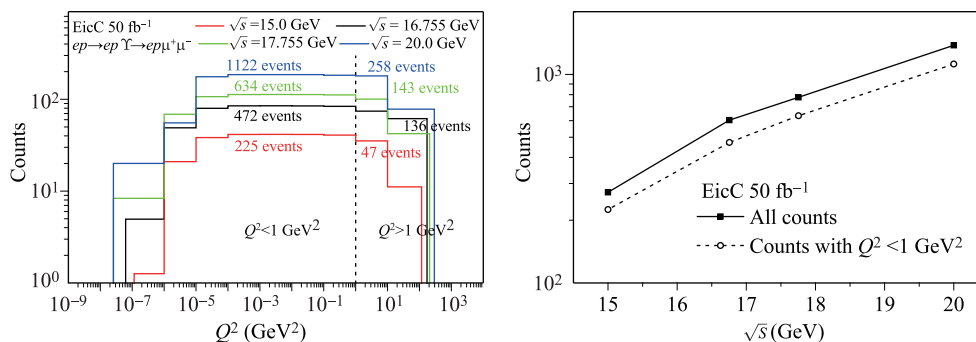 EicC 50 fb⁻¹
ep→ep ϒ→epμ⁺μ⁻
√s =15.0 GeV
√s =16.755 GeV
√s =17.755 GeV
√s =20.0 GeV
1122 events
258 events
634 events
143 events
472 events
136 events
225 events
47 events
Q²<1 GeV²
Q²>1 GeV²
Counts
10²
10¹
10⁰
10⁻⁹
10⁻⁷
10⁻⁵
10⁻³
10⁻¹
10¹
10³
Q² (GeV²)
Counts
10³
10²
EicC 50 fb⁻¹
All counts
Counts with Q² <1 GeV²
15 16 17 18 19 20
√s (GeV)